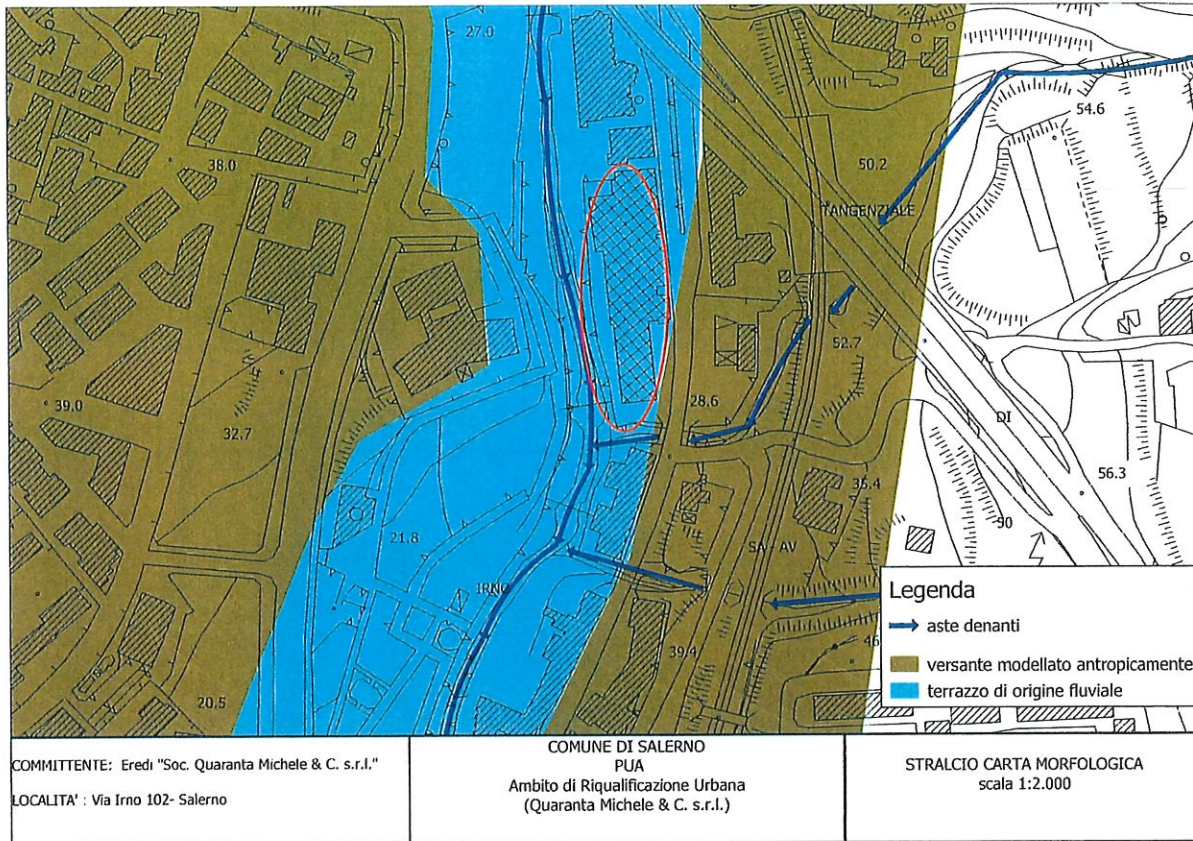 27.0
54.6
38.0
50.2
TANGENZIALE
52.7
39.0
32.7
28.6
DI
35.4
56.3
50
21.8
SA - AV
IRNO
39.4
46
20.5
Legenda
aste denanti
versante modellato antropicamente
terrazzo di origine fluviale
COMMITTENTE: Eredi "Soc. Quaranta Michele & C. s.r.l."
LOCALITA' : Via Irno 102- Salerno
COMUNE DI SALERNO
PUA
Ambito di Riqualificazione Urbana
(Quaranta Michele & C. s.r.l.)
STRALCIO CARTA MORFOLOGICA
scala 1:2.000